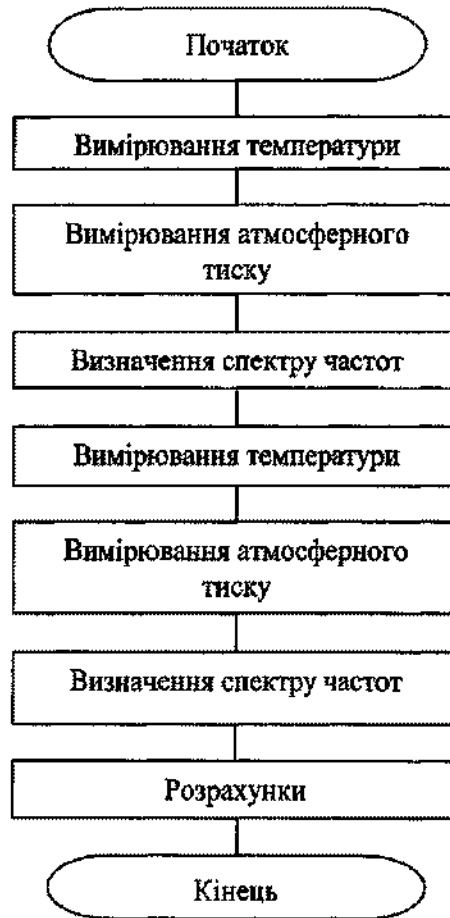 Початок
Вимірювання температури
Вимірювання атмосферного
тиску
Визначення спектру частот
Вимірювання температури
Вимірювання атмосферного
тиску
Визначення спектру частот
Розрахунки
Кінець